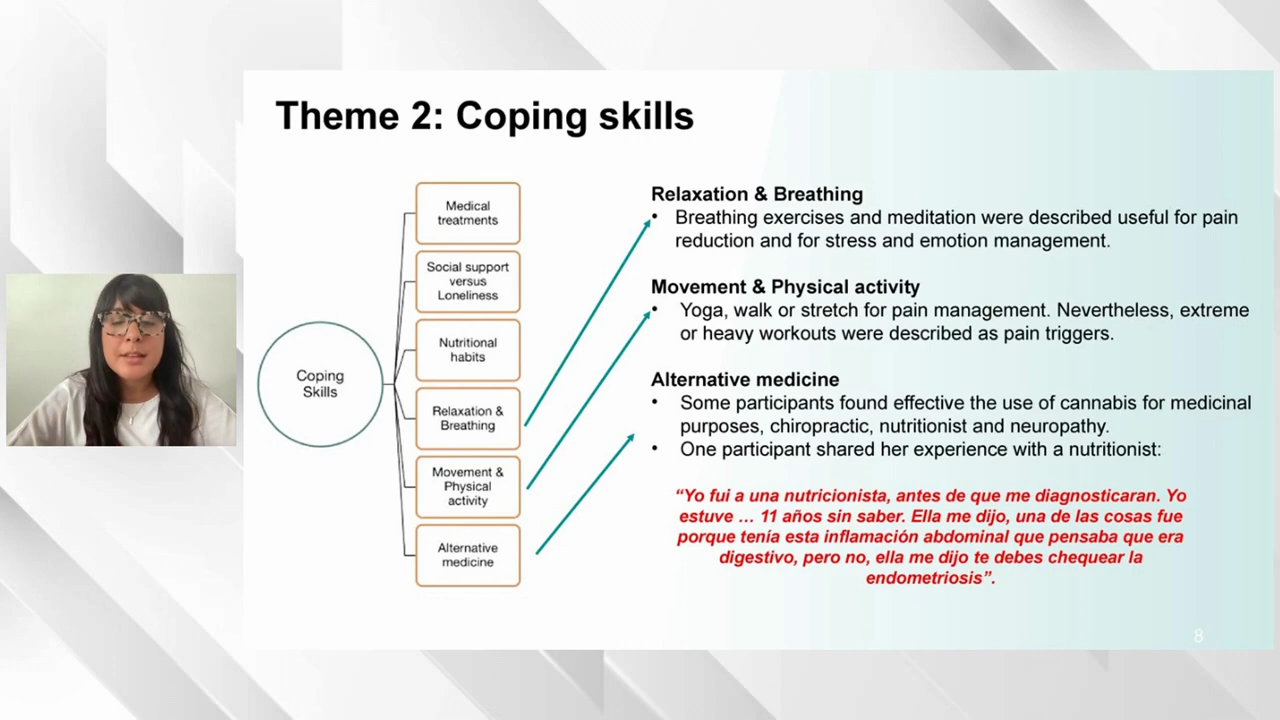 Theme 2: Coping skills
Coping
Skills
Medical
treatments
Social support
versus
Loneliness
Nutritional
habits
Relaxation &
Breathing
Movement &
Physical
activity
Alternative
medicine
Relaxation & Breathing
• Breathing exercises and meditation were described useful for pain
reduction and for stress and emotion management.
Movement & Physical activity
• Yoga, walk or stretch for pain management. Nevertheless, extreme
or heavy workouts were described as pain triggers.
Alternative medicine
• Some participants found effective the use of cannabis for medicinal
purposes, chiropractic, nutritionist and neuropathy.
• One participant shared her experience with a nutritionist:
“Yo fui a una nutricionista, antes de que me diagnosticaran. Yo
estuve … 11 años sin saber. Ella me dijo, una de las cosas fue
porque tenía esta inflamación abdominal que pensaba que era
digestivo, pero no, ella me dijo te debes chequear la
endometriosis”.
8